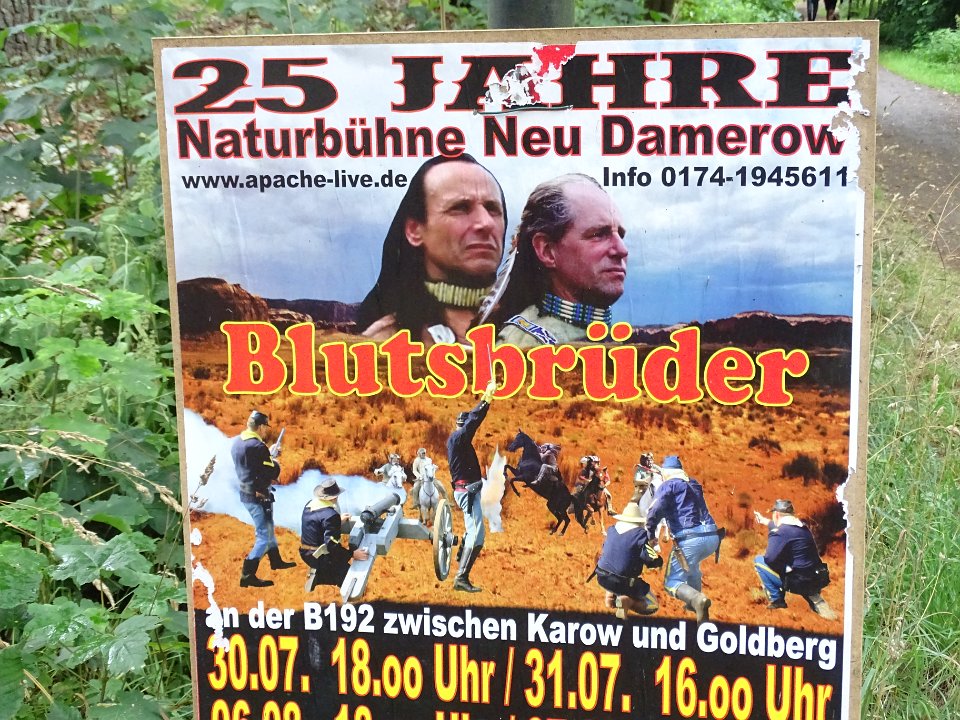 25 JAHRE
Naturbühne Neu Damerow
www.apache-live.de Info 0174-1945611
Blutsbrüder
an der B192 zwischen Karow und Goldberg
30.07. 18.oo Uhr / 31.07. 16.oo Uhr